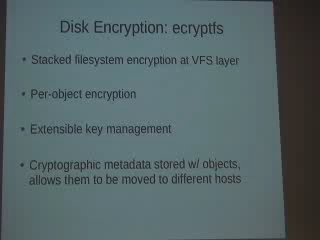 Disk Encryption: ecryptfs
• Stacked filesystem encryption at VFS layer
• Per-object encryption
• Extensible key management
• Cryptographic metadata stored w/ objects,
allows them to be moved to different hosts